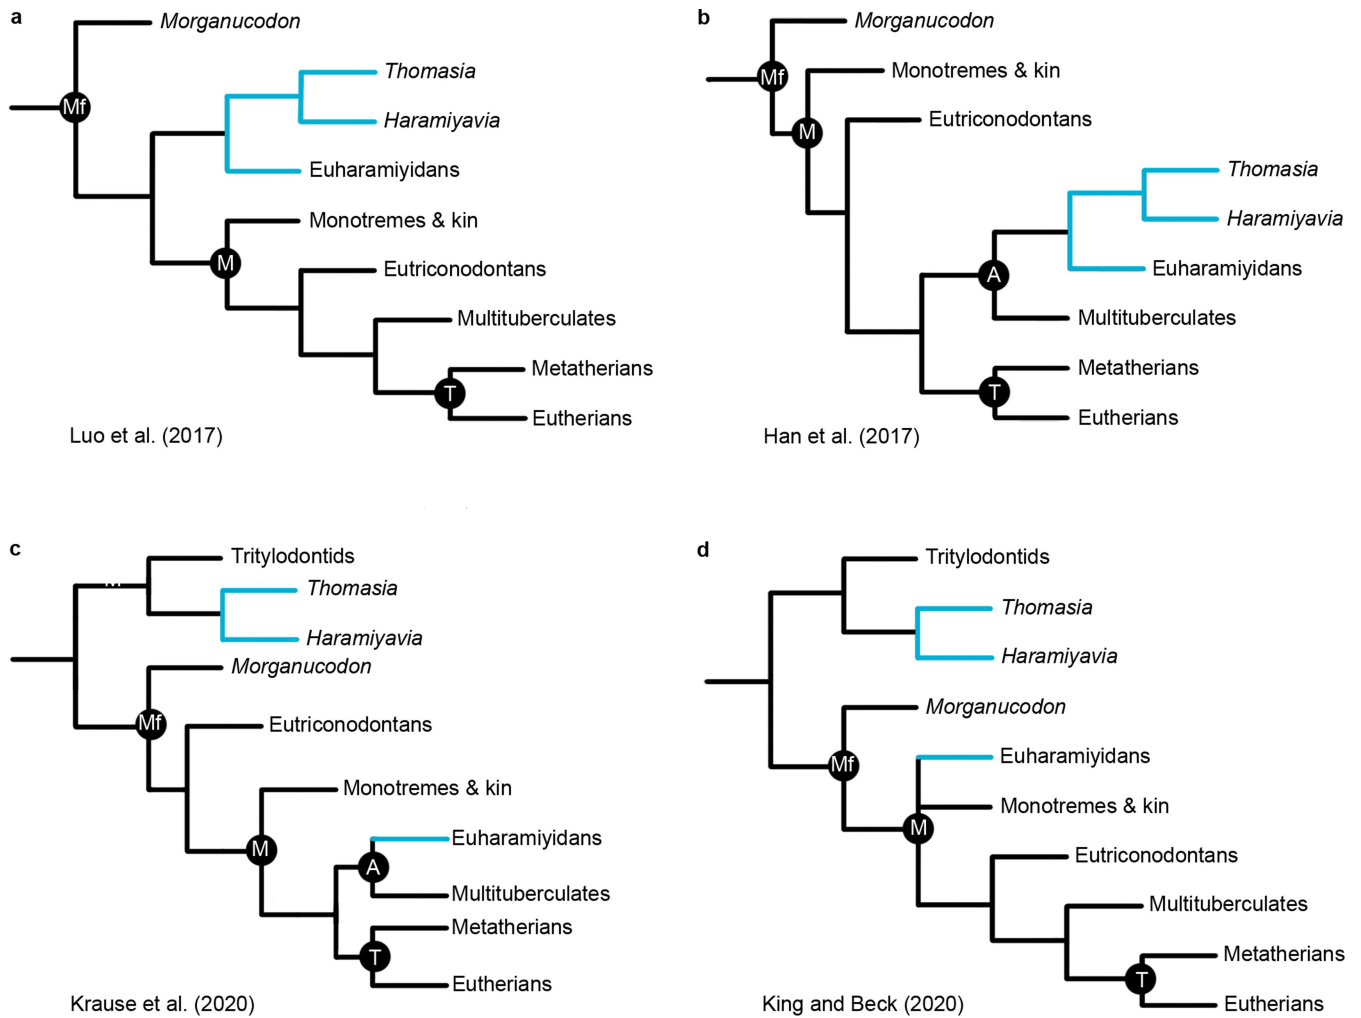 a
Morganucodon
Thomasia
Mf
Haramiyavia
Euharamiyidans
Monotremes & kin
M
Eutriconodontans
Multituberculates
Metatherians
T
Eutherians
Luo et al. (2017)
b
Morganucodon
Mf
Monotremes & kin
Eutriconodontans
M
Thomasia
Haramiyavia
Euharamiyidans
A
Multituberculates
Metatherians
T
Eutherians
Han et al. (2017)
c
Tritylodontids
Thomasia
Haramiyavia
Morganucodon
Mf
Eutriconodontans
Monotremes & kin
Euharamiyidans
M
A
Multituberculates
Metatherians
T
Eutherians
Krause et al. (2020)
d
Tritylodontids
Thomasia
Haramiyavia
Morganucodon
Euharamiyidans
Mf
Monotremes & kin
M
Eutriconodontans
Multituberculates
Metatherians
T
Eutherians
King and Beck (2020)